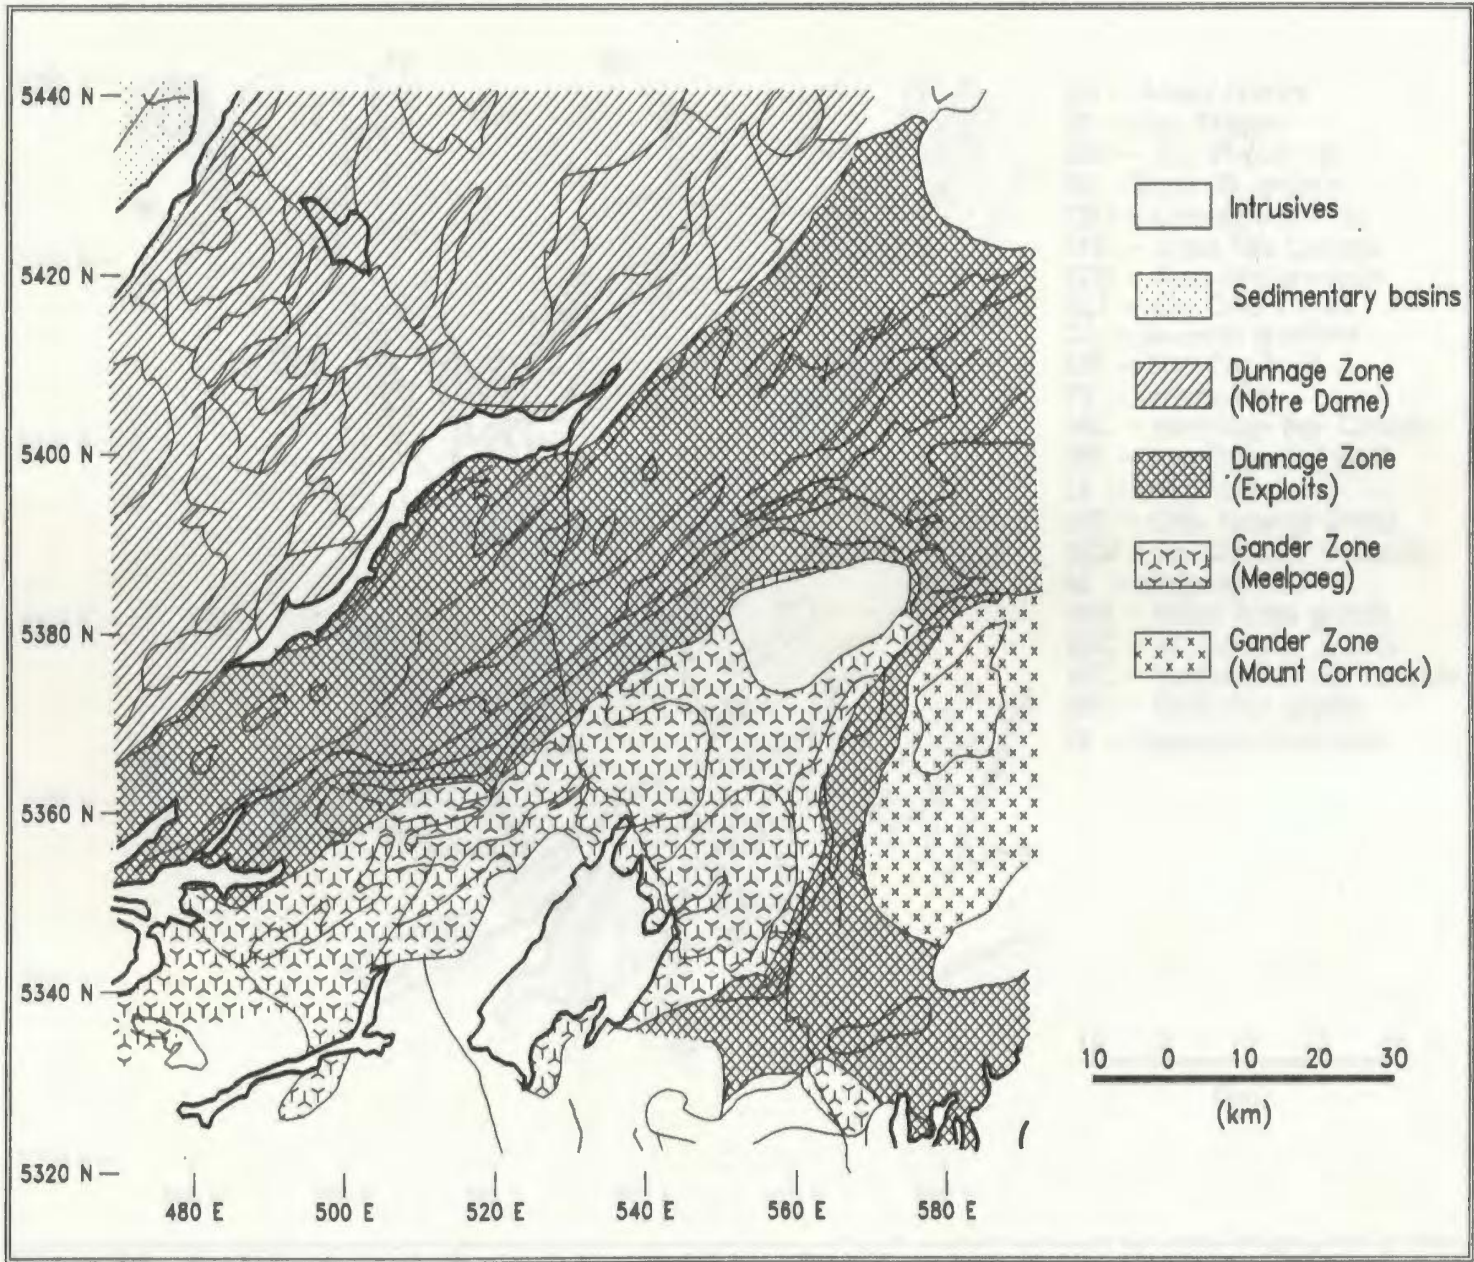 5440 N
5420 N
5400 N
5380 N
5360 N
5340 N
5320 N
480 E 500 E 520 E 540 E 560 E 580 E
Intrusives
Sedimentary basins
Dunnage Zone
(Notre Dame)
Dunnage Zone
(Exploits)
Gander Zone
(Meelpaeg)
Gander Zone
(Mount Cormack)
10 0 10 20 30
(km)